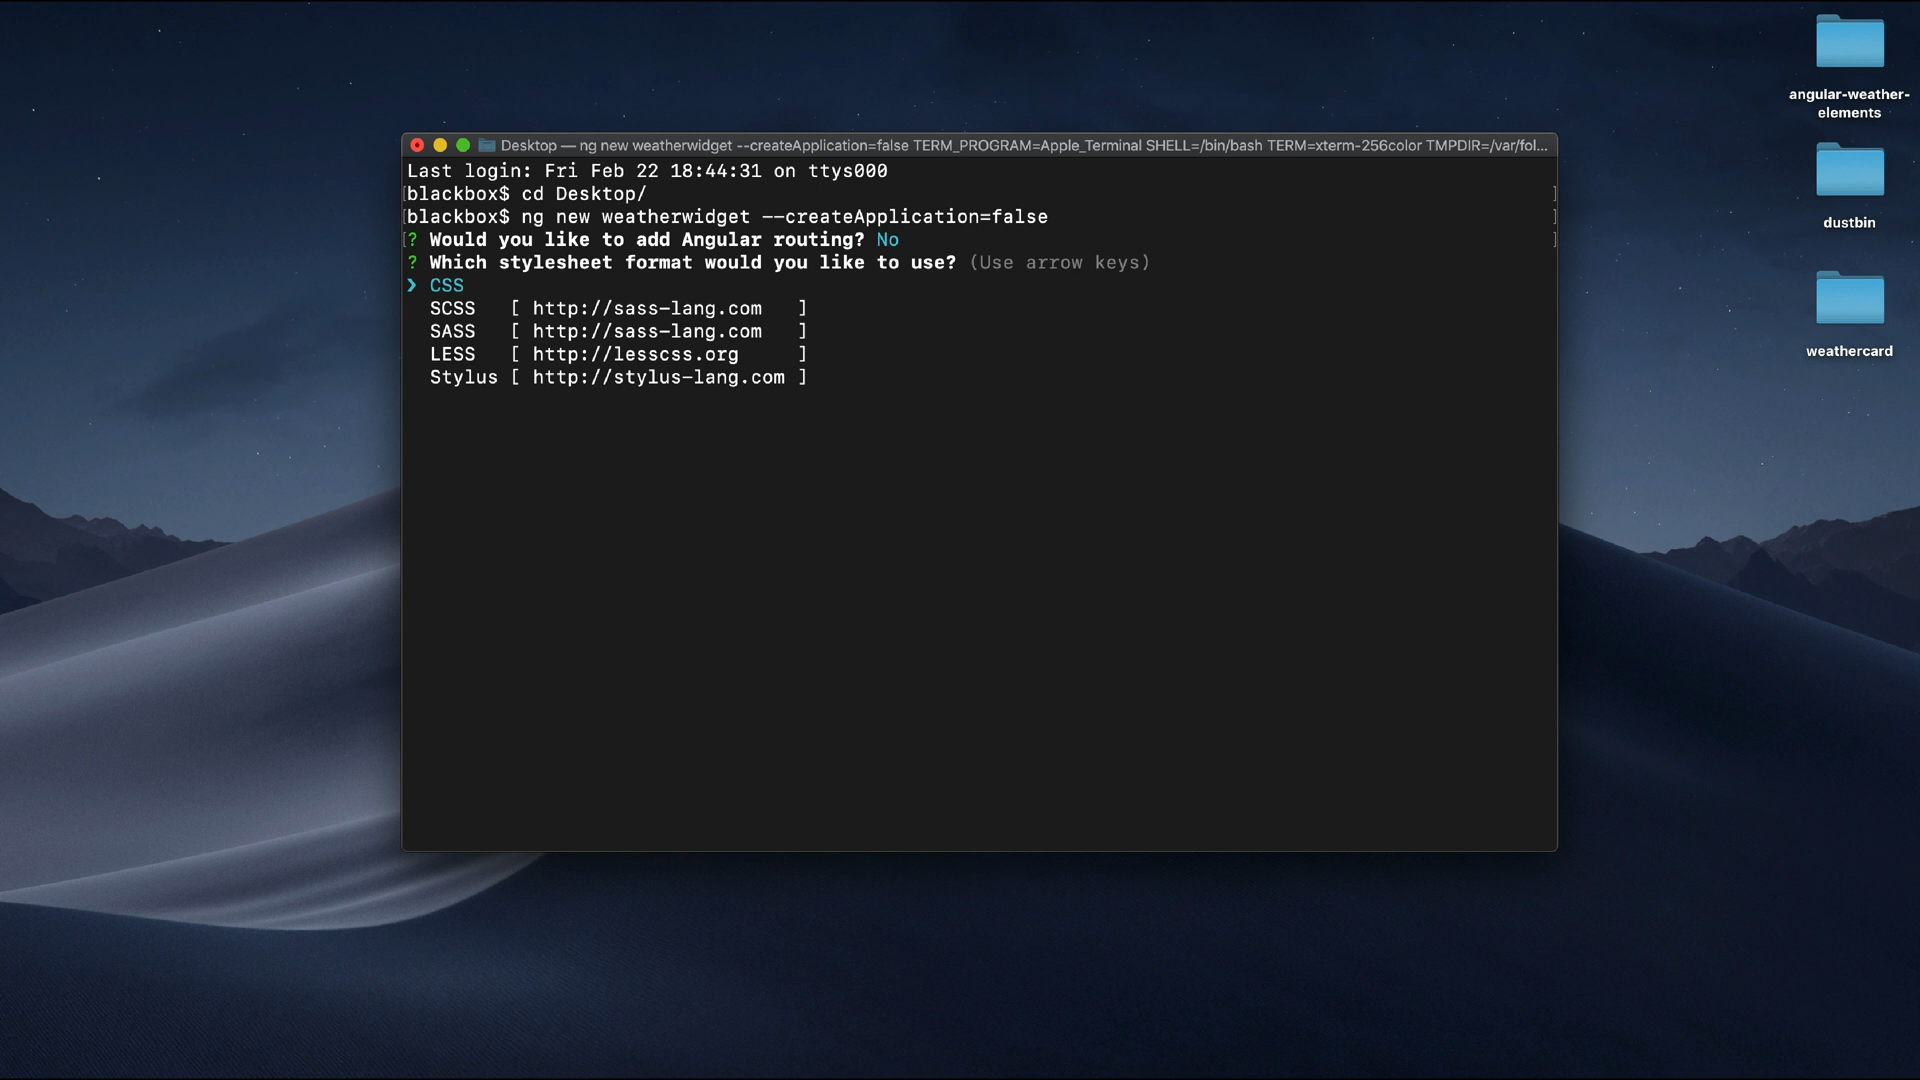 Desktop — ng new weatherwidget --createApplication=false TERM_PROGRAM=Apple_Terminal SHELL=/bin/bash TERM=xterm-256color TMPDIR=/var/fol...
Last login: Fri Feb 22 18:44:31 on ttys000
[blackbox$ cd Desktop/ ]
[blackbox$ ng new weatherwidget --createApplication=false ]
[? Would you like to add Angular routing? No ]
? Which stylesheet format would you like to use? (Use arrow keys)
❯ CSS
SCSS [ http://sass-lang.com ]
SASS [ http://sass-lang.com ]
LESS [ http://lesscss.org ]
Stylus [ http://stylus-lang.com ]
angular-weather-
elements
dustbin
weathercard